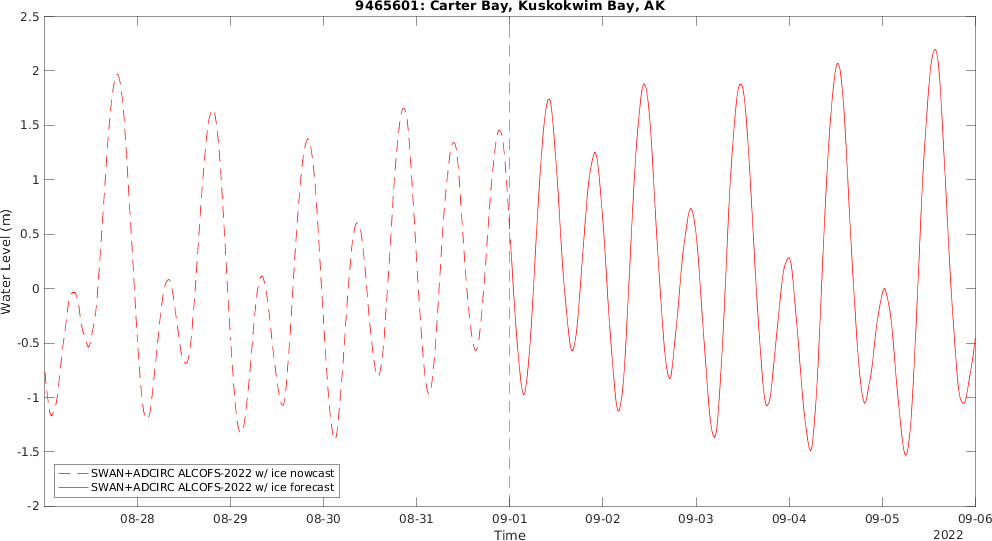 9465601: Carter Bay, Kuskokwim Bay, AK
2.5
2
1.5
1
0.5
0
-0.5
-1
-1.5
-2
Water Level (m)
SWAN+ADCIRC ALCOFS-2022 w/ ice nowcast
SWAN+ADCIRC ALCOFS-2022 w/ ice forecast
08-28 08-29 08-30 08-31 09-01 09-02 09-03 09-04 09-05 09-06
Time
2022